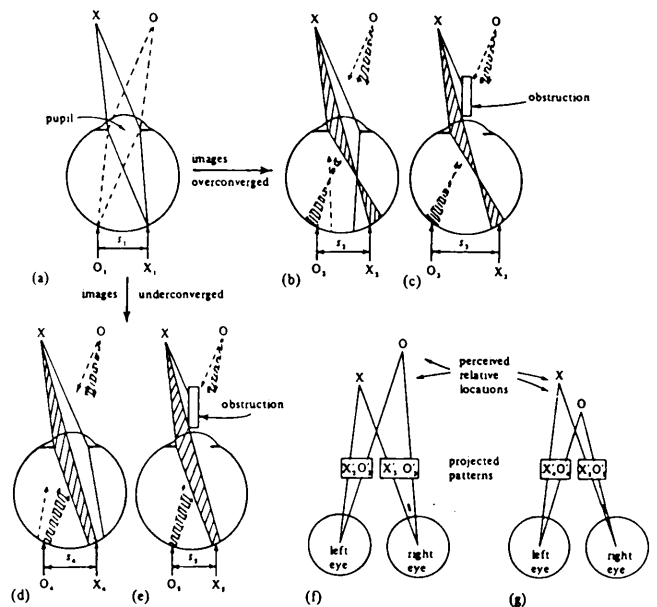 X O
pupil
s₁
O₁ X₁
(a)
images
overconverged
X O
s₂
O₂ X₂
(b)
X O
obstruction
s₃
O₃ X₃
(c)
images underconverged
X O
s₄
O₄ X₄
(d)
X O
obstruction
s₅
X₅
(e)
O
X
perceived
relative
locations
X
O
projected
patterns
left
eye
right
eye
(f)
left
eye
right
eye
(g)